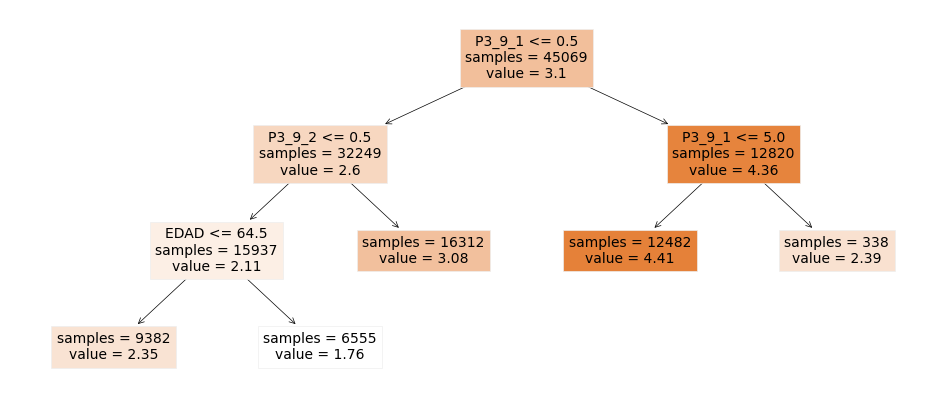 P3_9_1 <= 0.5
samples = 45069
value = 3.1
P3_9_2 <= 0.5
samples = 32249
value = 2.6
P3_9_1 <= 5.0
samples = 12820
value = 4.36
EDAD <= 64.5
samples = 15937
value = 2.11
samples = 16312
value = 3.08
samples = 12482
value = 4.41
samples = 338
value = 2.39
samples = 9382
value = 2.35
samples = 6555
value = 1.76